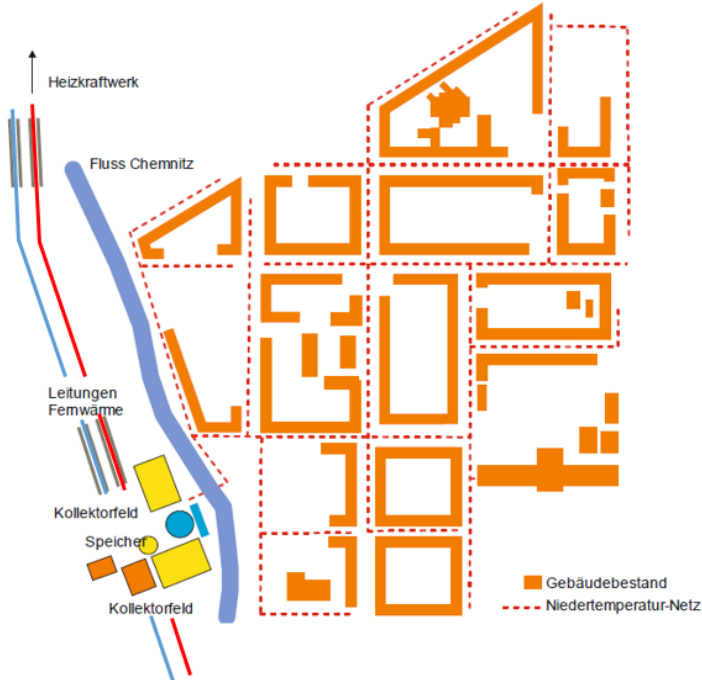 Heizkraftwerk
Fluss Chemnitz
Leitungen
Fernwärme
Kollektorfeld
Speicher
Kollektorfeld
Gebäudebestand
Niedertemperatur-Netz